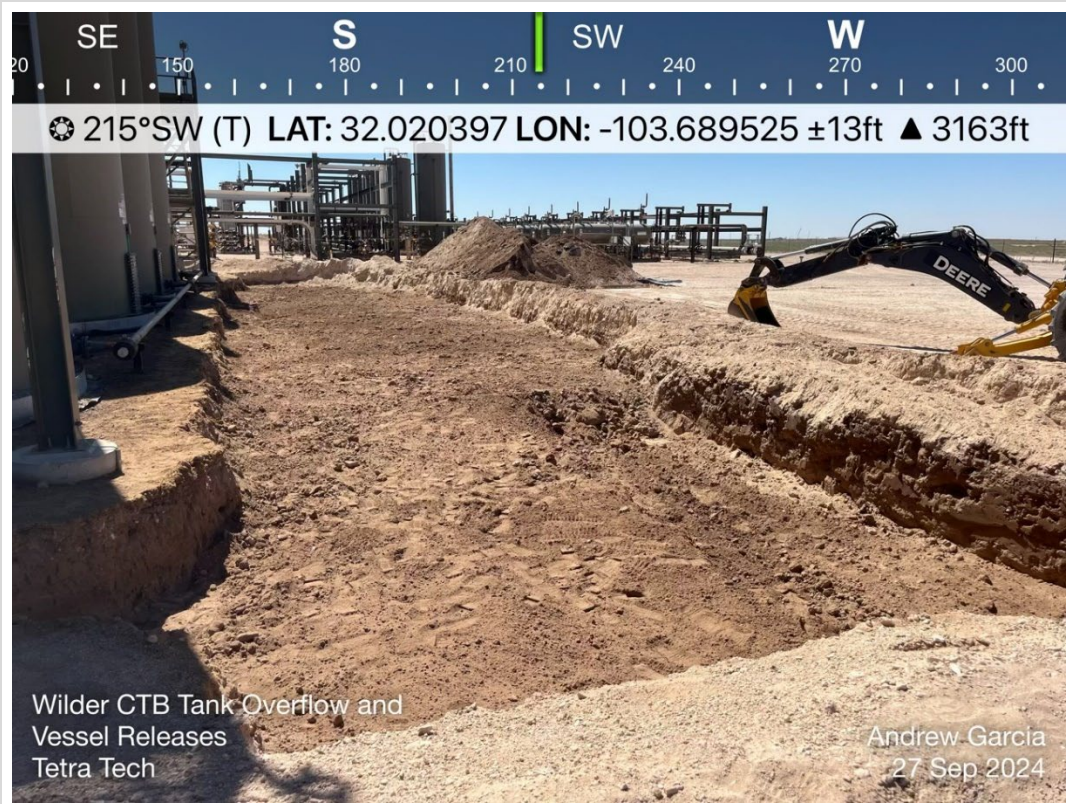 SE S SW W
20 150 180 210 240 270 300
215°SW (T) LAT: 32.020397 LON: -103.689525 ±13ft ▲ 3163ft
DEERE
Wilder CTB Tank Overflow and
Vessel Releases
Tetra Tech
Andrew Garcia
27 Sep 2024